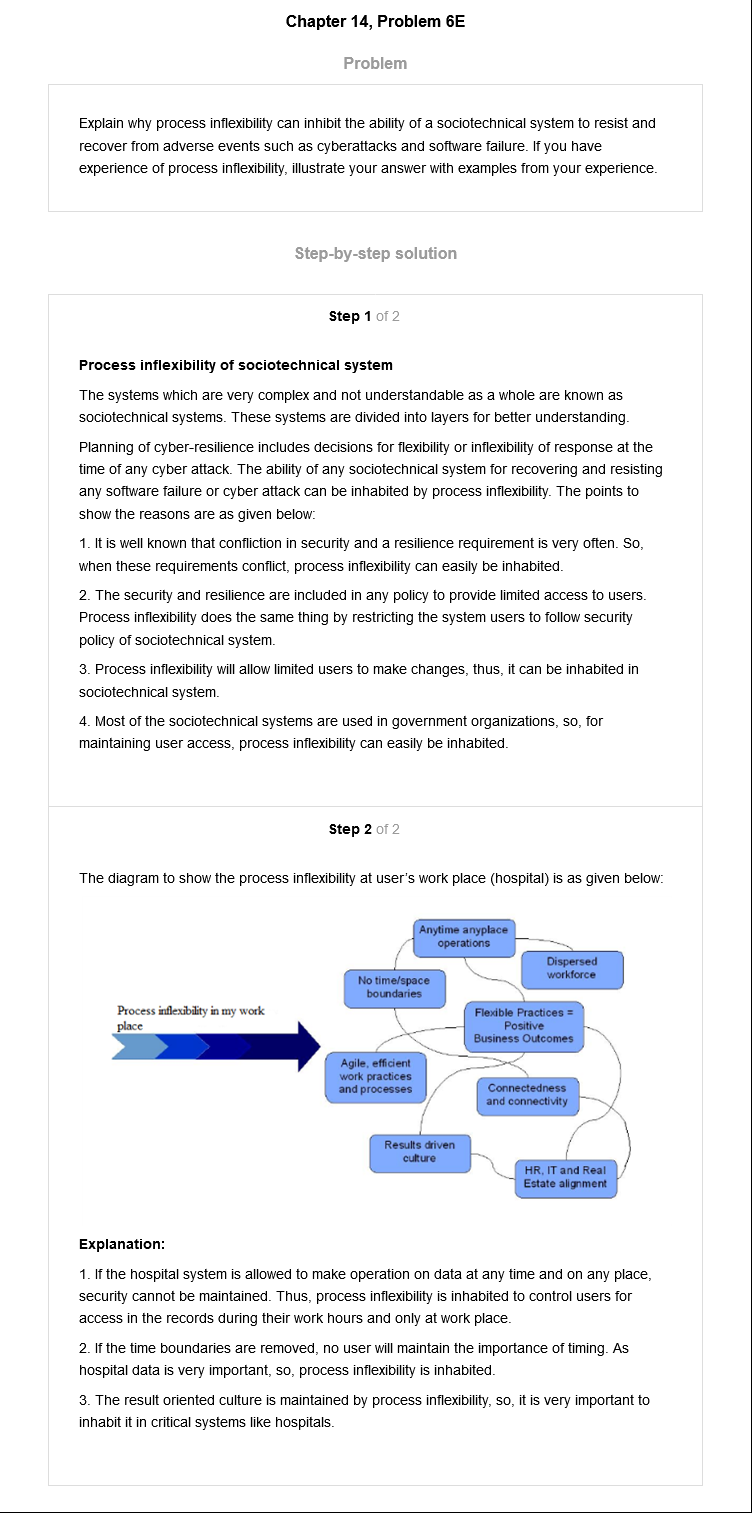 Chapter 14, Problem 6E
Problem
Explain why process inflexibility can inhibit the ability of a sociotechnical system to resist and
recover from adverse events such as cyberattacks and software failure. If you have
experience of process inflexibility, illustrate your answer with examples from your experience.
Step-by-step solution
Step 1 of 2
Process inflexibility of sociotechnical system
The systems which are very complex and not understandable as a whole are known as
sociotechnical systems. These systems are divided into layers for better understanding.
Planning of cyber-resilience includes decisions for flexibility or inflexibility of response at the
time of any cyber attack. The ability of any sociotechnical system for recovering and resisting
any software failure or cyber attack can be inhabited by process inflexibility. The points to
show the reasons are as given below:
1. It is well known that confliction in security and a resilience requirement is very often. So,
when these requirements conflict, process inflexibility can easily be inhabited.
2. The security and resilience are included in any policy to provide limited access to users.
Process inflexibility does the same thing by restricting the system users to follow security
policy of sociotechnical system.
3. Process inflexibility will allow limited users to make changes, thus, it can be inhabited in
sociotechnical system.
4. Most of the sociotechnical systems are used in government organizations, so, for
maintaining user access, process inflexibility can easily be inhabited.
Step 2 of 2
The diagram to show the process inflexibility at user's work place (hospital) is as given below:
Anytime anyplace
operations
Dispersed
workforce
No time/space
boundaries
Process inflexibility in my work
place
Flexible Practices =
Positive
Business Outcomes
Agile, efficient
work practices
and processes
Connectedness
and connectivity
Results driven
culture
HR, IT and Real
Estate alignment
Explanation:
1. If the hospital system is allowed to make operation on data at any time and on any place,
security cannot be maintained. Thus, process inflexibility is inhabited to control users for
access in the records during their work hours and only at work place.
2. If the time boundaries are removed, no user will maintain the importance of timing. As
hospital data is very important, so, process inflexibility is inhabited.
3. The result oriented culture is maintained by process inflexibility, so, it is very important to
inhabit it in critical systems like hospitals.